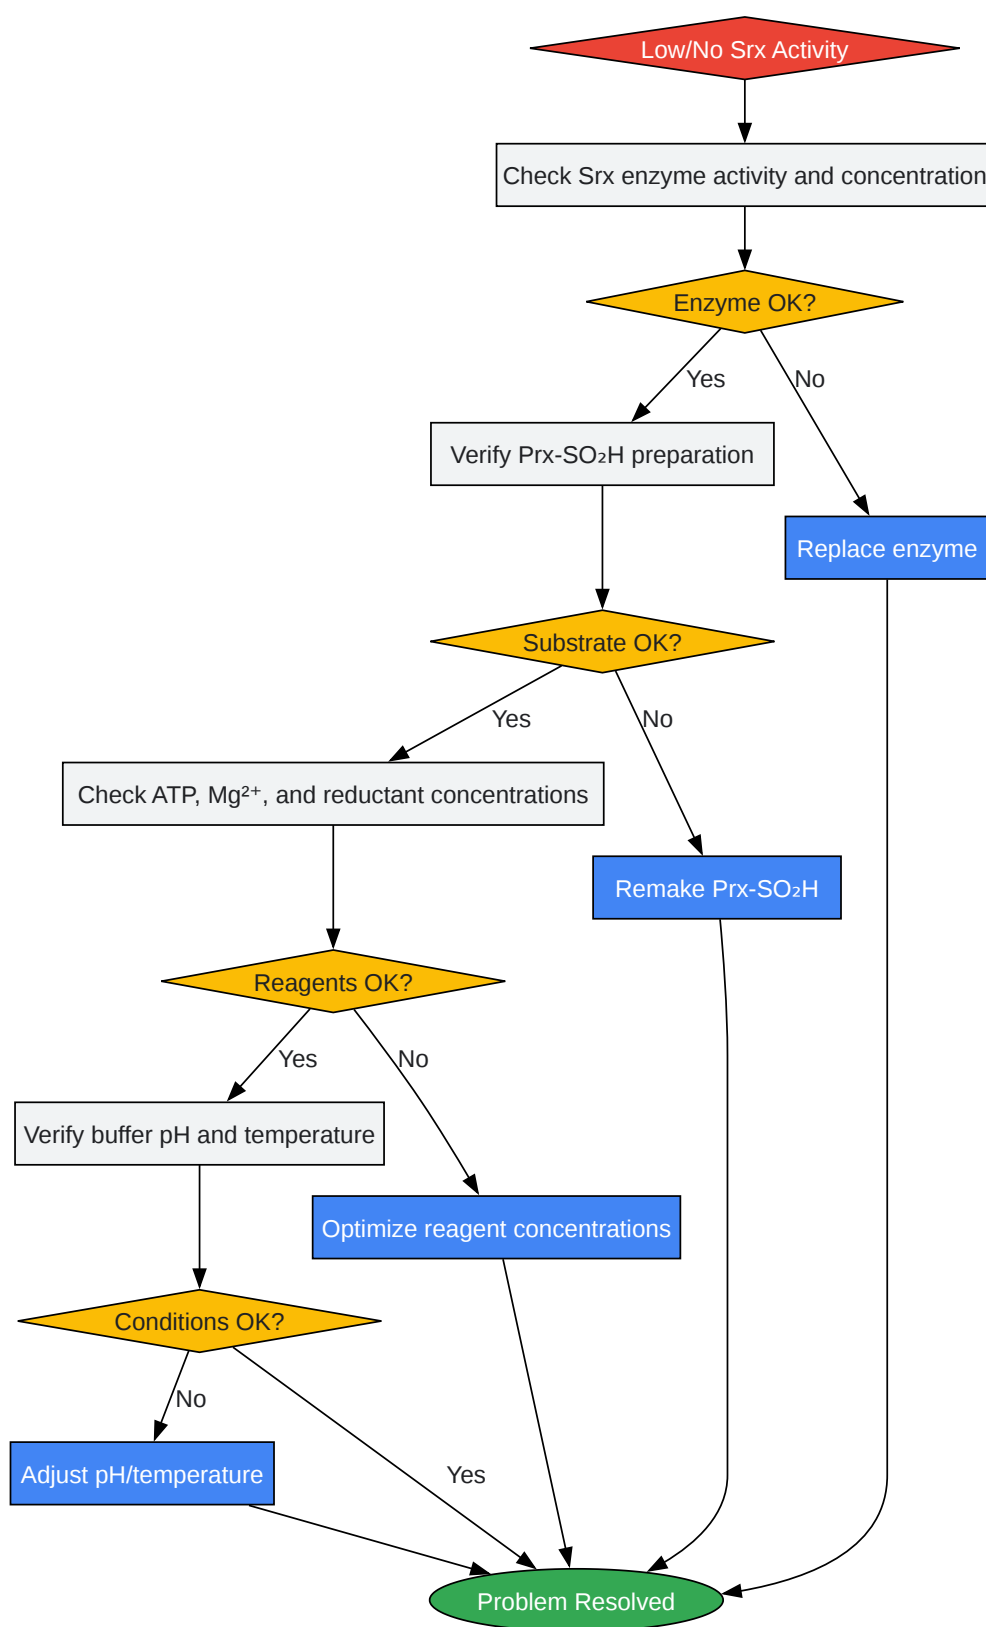 Low/No Srx Activity
Check Srx enzyme activity and concentration
Enzyme OK?
Yes
No
Verify Prx-SO₂H preparation
Replace enzyme
Substrate OK?
Yes
No
Check ATP, Mg²⁺, and reductant concentrations
Remake Prx-SO₂H
Reagents OK?
Yes
No
Verify buffer pH and temperature
Optimize reagent concentrations
Conditions OK?
No
Yes
Adjust pH/temperature
Problem Resolved